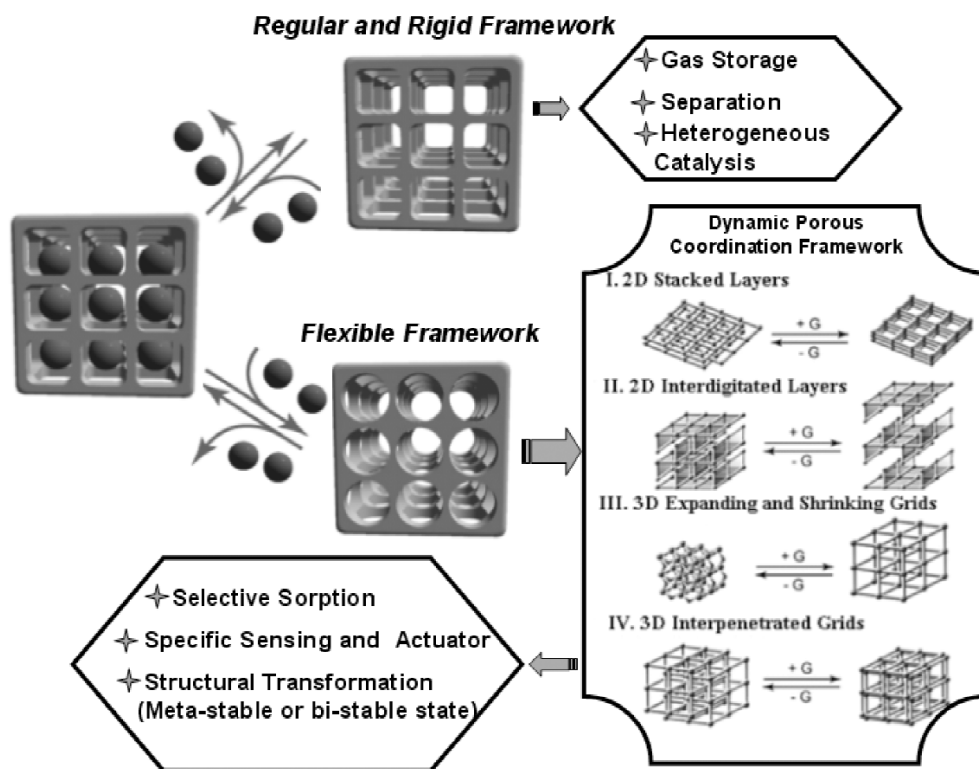 Regular and Rigid Framework
Gas Storage
Separation
Heterogeneous
Catalysis
Dynamic Porous
Coordination Framework
I. 2D Stacked Layers
+ G
- G
Flexible Framework
II. 2D Interdigitated Layers
+ G
- G
III. 3D Expanding and Shrinking Grids
+ G
- G
IV. 3D Interpenetrated Grids
+ G
- G
Selective Sorption
Specific Sensing and Actuator
Structural Transformation
(Meta-stable or bi-stable state)